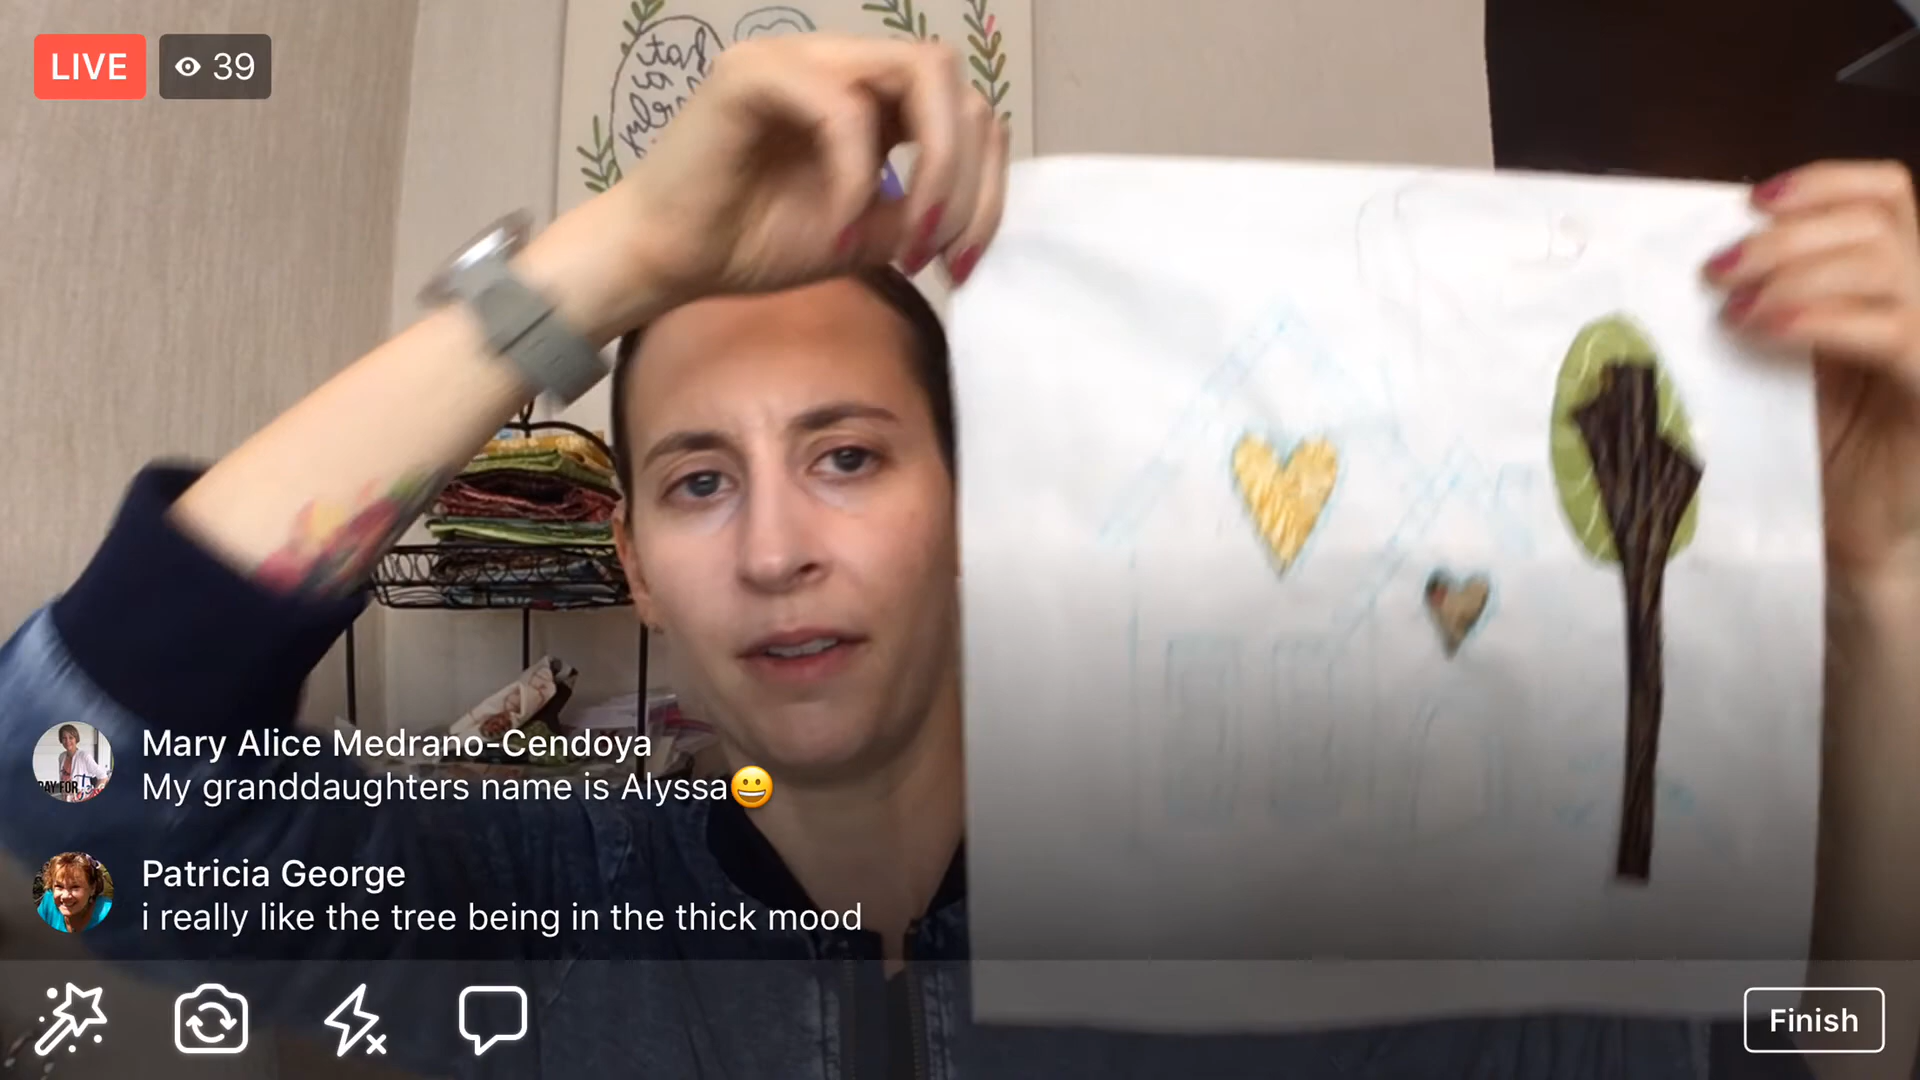 LIVE
39
Mary Alice Medrano-Cendoya
My granddaughters name is Alyssa😀
Patricia George
i really like the tree being in the thick mood
Finish